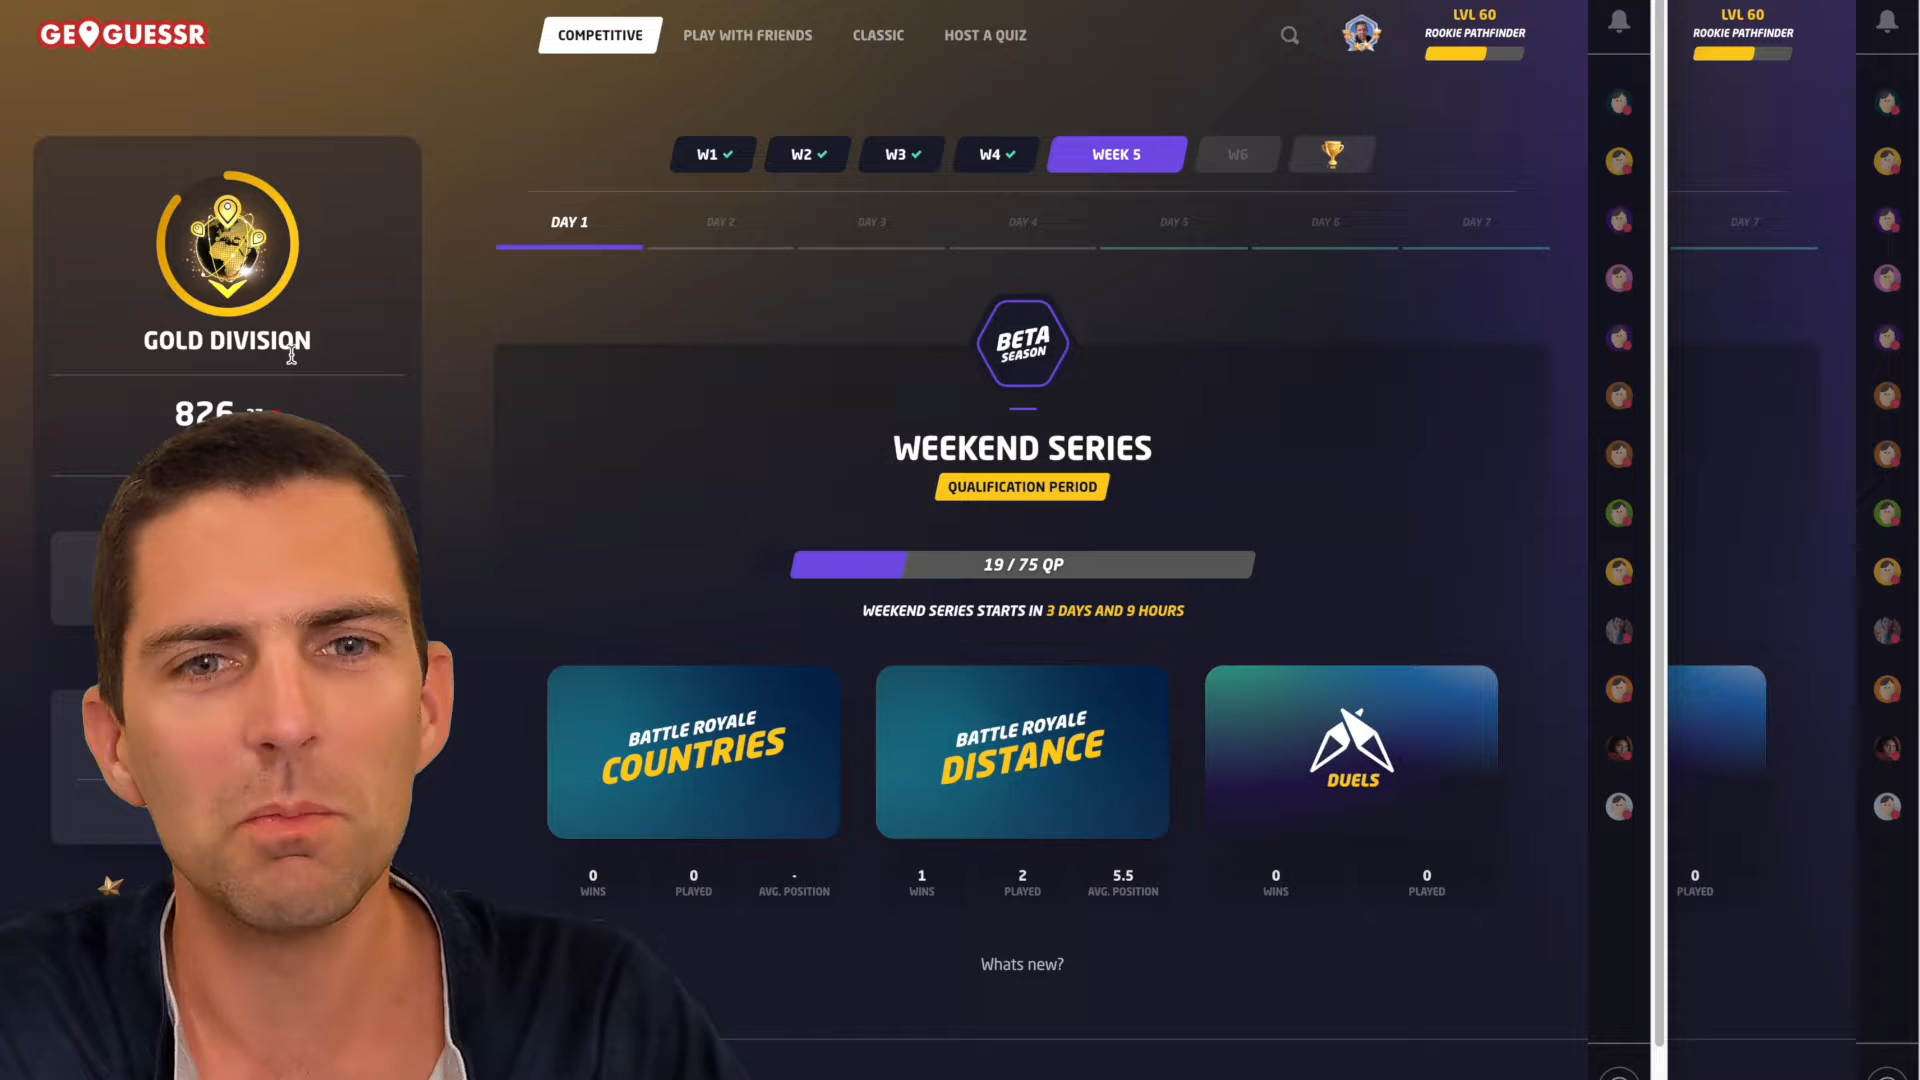 GEOGUESSR
COMPETITIVE
PLAY WITH FRIENDS
CLASSIC
HOST A QUIZ
LVL 60
ROOKIE PATHFINDER
LVL 60
ROOKIE PATHFINDER
W1
W2
W3
W4
WEEK 5
W6
DAY 1
DAY 2
DAY 3
DAY 4
DAY 5
DAY 6
DAY 7
DAY 7
GOLD DIVISION
826
BETA
SEASON
WEEKEND SERIES
QUALIFICATION PERIOD
19 / 75 QP
WEEKEND SERIES STARTS IN 3 DAYS AND 9 HOURS
BATTLE ROYALE
COUNTRIES
BATTLE ROYALE
DISTANCE
DUELS
0
WINS
0
PLAYED
-
AVG. POSITION
1
WINS
2
PLAYED
5.5
AVG. POSITION
0
WINS
0
PLAYED
0
PLAYED
Whats new?